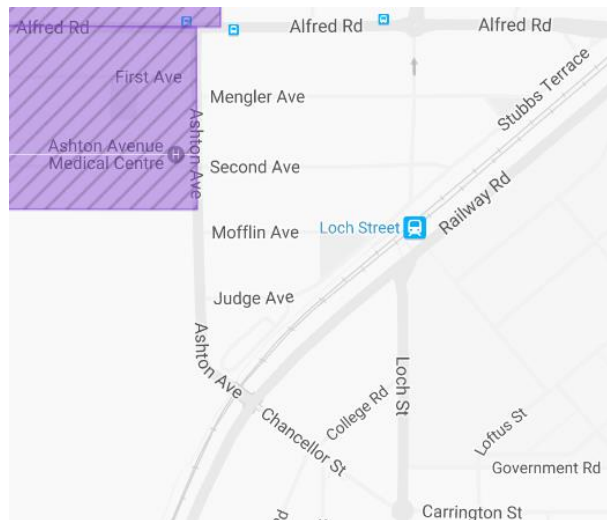 Alfred Rd
Alfred Rd
Alfred Rd
First Ave
Mengler Ave
Stubbs Terrace
Ashton Avenue
Medical Centre
H
Ashton Ave
Second Ave
Mofflin Ave
Loch Street
Railway Rd
Judge Ave
Ashton Ave
Loch St
College Rd
Chancellor St
Loftus St
Government Rd
Carrington St